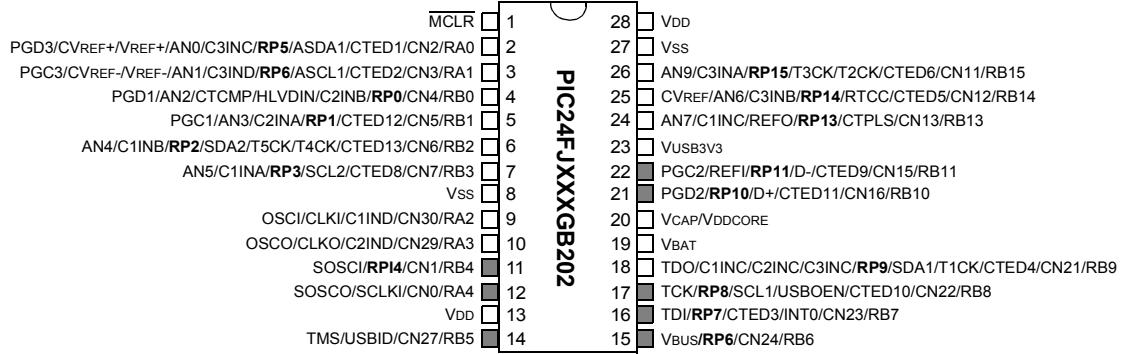 MCLR 1 28 VDD
PGD3/CVREF+/VREF+/AN0/C3INC/RP5/ASDA1/CTED1/CN2/RA0 2 27 VSS
PGC3/CVREF-/VREF-/AN1/C3IND/RP6/ASCL1/CTED2/CN3/RA1 3 26 AN9/C3INA/RP15/T3CK/T2CK/CTED6/CN11/RB15
PGD1/AN2/CTCMP/HLVDIN/C2INB/RP0/CN4/RB0 4 25 CVREF/AN6/C3INB/RP14/RTCC/CTED5/CN12/RB14
PGC1/AN3/C2INA/RP1/CTED12/CN5/RB1 5 24 AN7/C1INC/REFO/RP13/CTPLS/CN13/RB13
AN4/C1INB/RP2/SDA2/T5CK/T4CK/CTED13/CN6/RB2 6 23 VUSB3V3
AN5/C1INA/RP3/SCL2/CTED8/CN7/RB3 7 22 PGC2/REFI/RP11/D-/CTED9/CN15/RB11
VSS 8 21 PGD2/RP10/D+/CTED11/CN16/RB10
OSCI/CLKI/C1IND/CN30/RA2 9 20 VCAP/VDDCORE
OSCO/CLKO/C2IND/CN29/RA3 10 19 VBAT
SOSCI/RPI4/CN1/RB4 11 18 TDO/C1INC/C2INC/C3INC/RP9/SDA1/T1CK/CTED4/CN21/RB9
SOSCO/SCLKI/CN0/RA4 12 17 TCK/RP8/SCL1/USBOEN/CTED10/CN22/RB8
VDD 13 16 TDI/RP7/CTED3/INT0/CN23/RB7
TMS/USBID/CN27/RB5 14 15 VBUS/RP6/CN24/RB6
PIC24FJXXXGB202